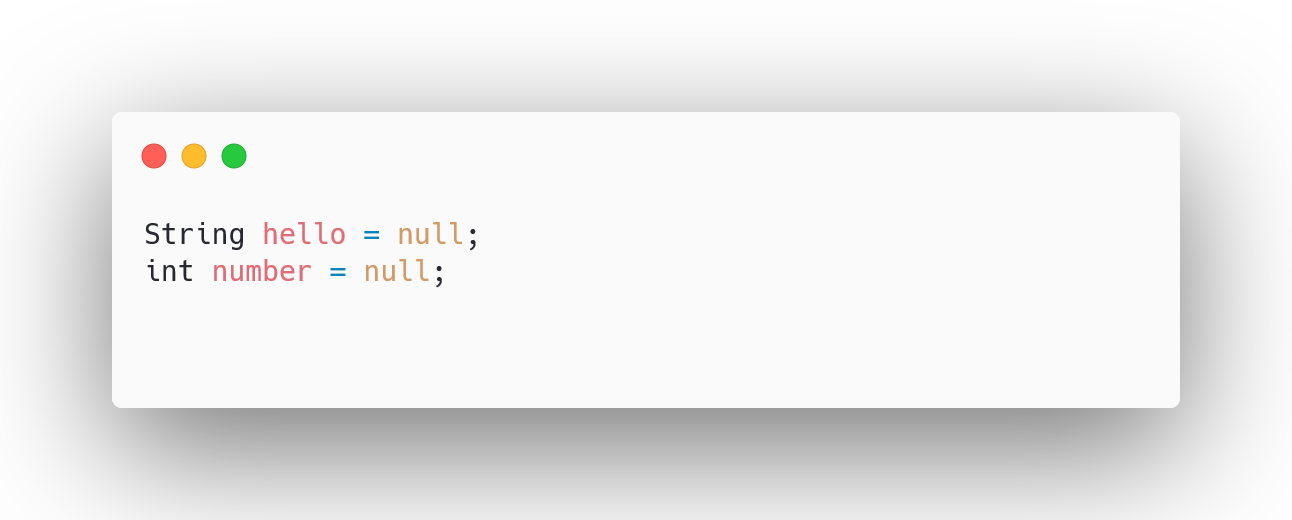 String hello = null;
int number = null;